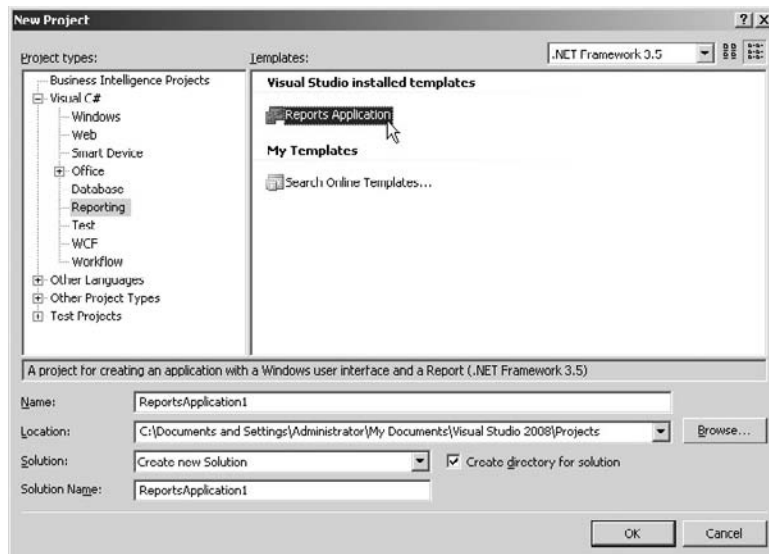 New Project
Project types:
Templates:
.NET Framework 3.5
Business Intelligence Projects
Visual C#
Windows
Web
Smart Device
Office
Database
Reporting
Test
WCF
Workflow
Other Languages
Other Project Types
Test Projects
Visual Studio installed templates
Reports Application
My Templates
Search Online Templates...
A project for creating an application with a Windows user interface and a Report (.NET Framework 3.5)
Name:
ReportsApplication1
Location:
C:\Documents and Settings\Administrator\My Documents\Visual Studio 2008\Projects
Browse...
Solution:
Create new Solution
Create directory for solution
Solution Name:
ReportsApplication1
OK
Cancel